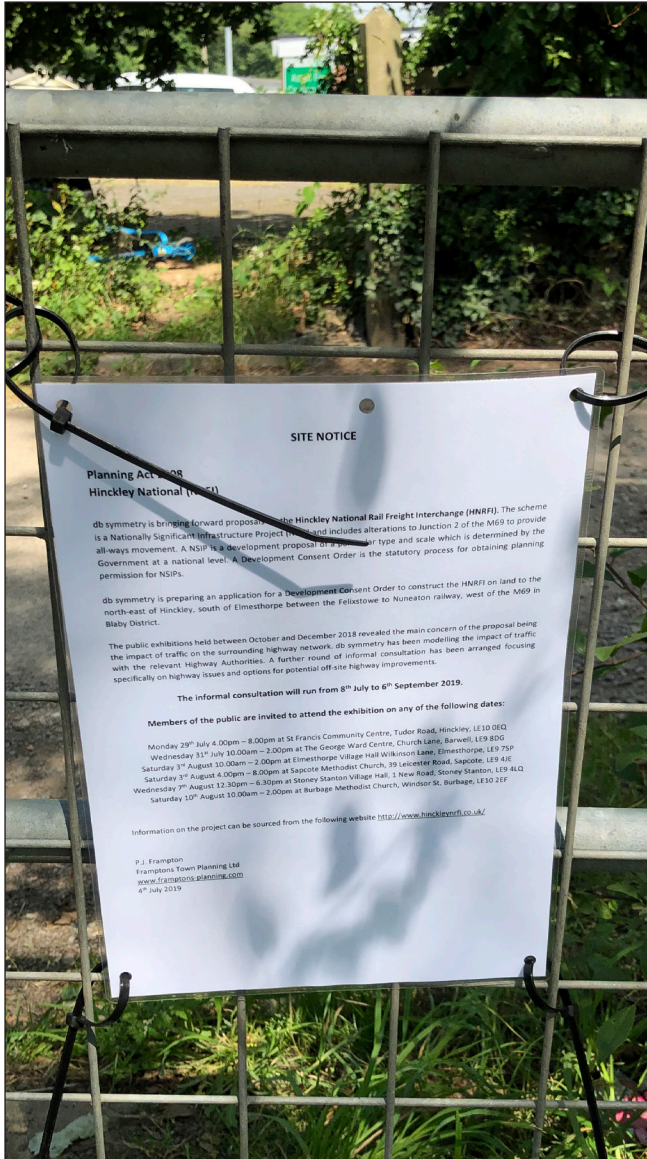 SITE NOTICE
Planning Act 2008
Hinckley National (
db symmetry is bringing forward proposals the Hinckley National Rail Freight Interchange (HNRFI). The scheme
is a Nationally Significant Infrastructure Project and includes alterations to Junction 2 of the M69 to provide
all-ways movement. A NSIP is a development proposal of a particular type and scale which is determined by the
Government at a national level. A Development Consent Order is the statutory process for obtaining planning
permission for NSIPs.
db symmetry is preparing an application for a Development Consent Order to construct the HNRFI on land to the
north-east of Hinckley, south of Elmesthorpe between the Felixstowe to Nuneaton railway, west of the M69 in
Blaby District.
The public exhibitions held between October and December 2018 revealed the main concern of the proposal being
the impact of traffic on the surrounding highway network. db symmetry has been modelling the impact of traffic
with the relevant Highway Authorities. A further round of informal consultation has been arranged focusing
specifically on highway issues and options for potential off-site highway improvements.
The informal consultation will run from 8th July to 6th September 2019.
Members of the public are invited to attend the exhibition on any of the following dates:
Monday 29th July 4.00pm – 8.00pm at St Francis Community Centre, Tudor Road, Hinckley, LE10 0EQ
Wednesday 31st July 10.00am – 2.00pm at The George Ward Centre, Church Lane, Barwell, LE9 8DG
Saturday 3rd August 10.00am – 2.00pm at Elmesthorpe Village Hall Wilkinson Lane, Elmesthorpe, LE9 7SP
Saturday 3rd August 4.00pm – 8.00pm at Sapcote Methodist Church, 39 Leicester Road, Sapcote, LE9 4JE
Wednesday 7th August 12.30pm – 6.30pm at Stoney Stanton Village Hall, 1 New Road, Stoney Stanton, LE9 4LQ
Saturday 10th August 10.00am – 2.00pm at Burbage Methodist Church, Windsor St. Burbage, LE10 2EF
Information on the project can be sourced from the following website http://www.hinckleynrfi.co.uk/
P.J. Frampton
Framptons Town Planning Ltd
www.framptons-planning.com
4th July 2019